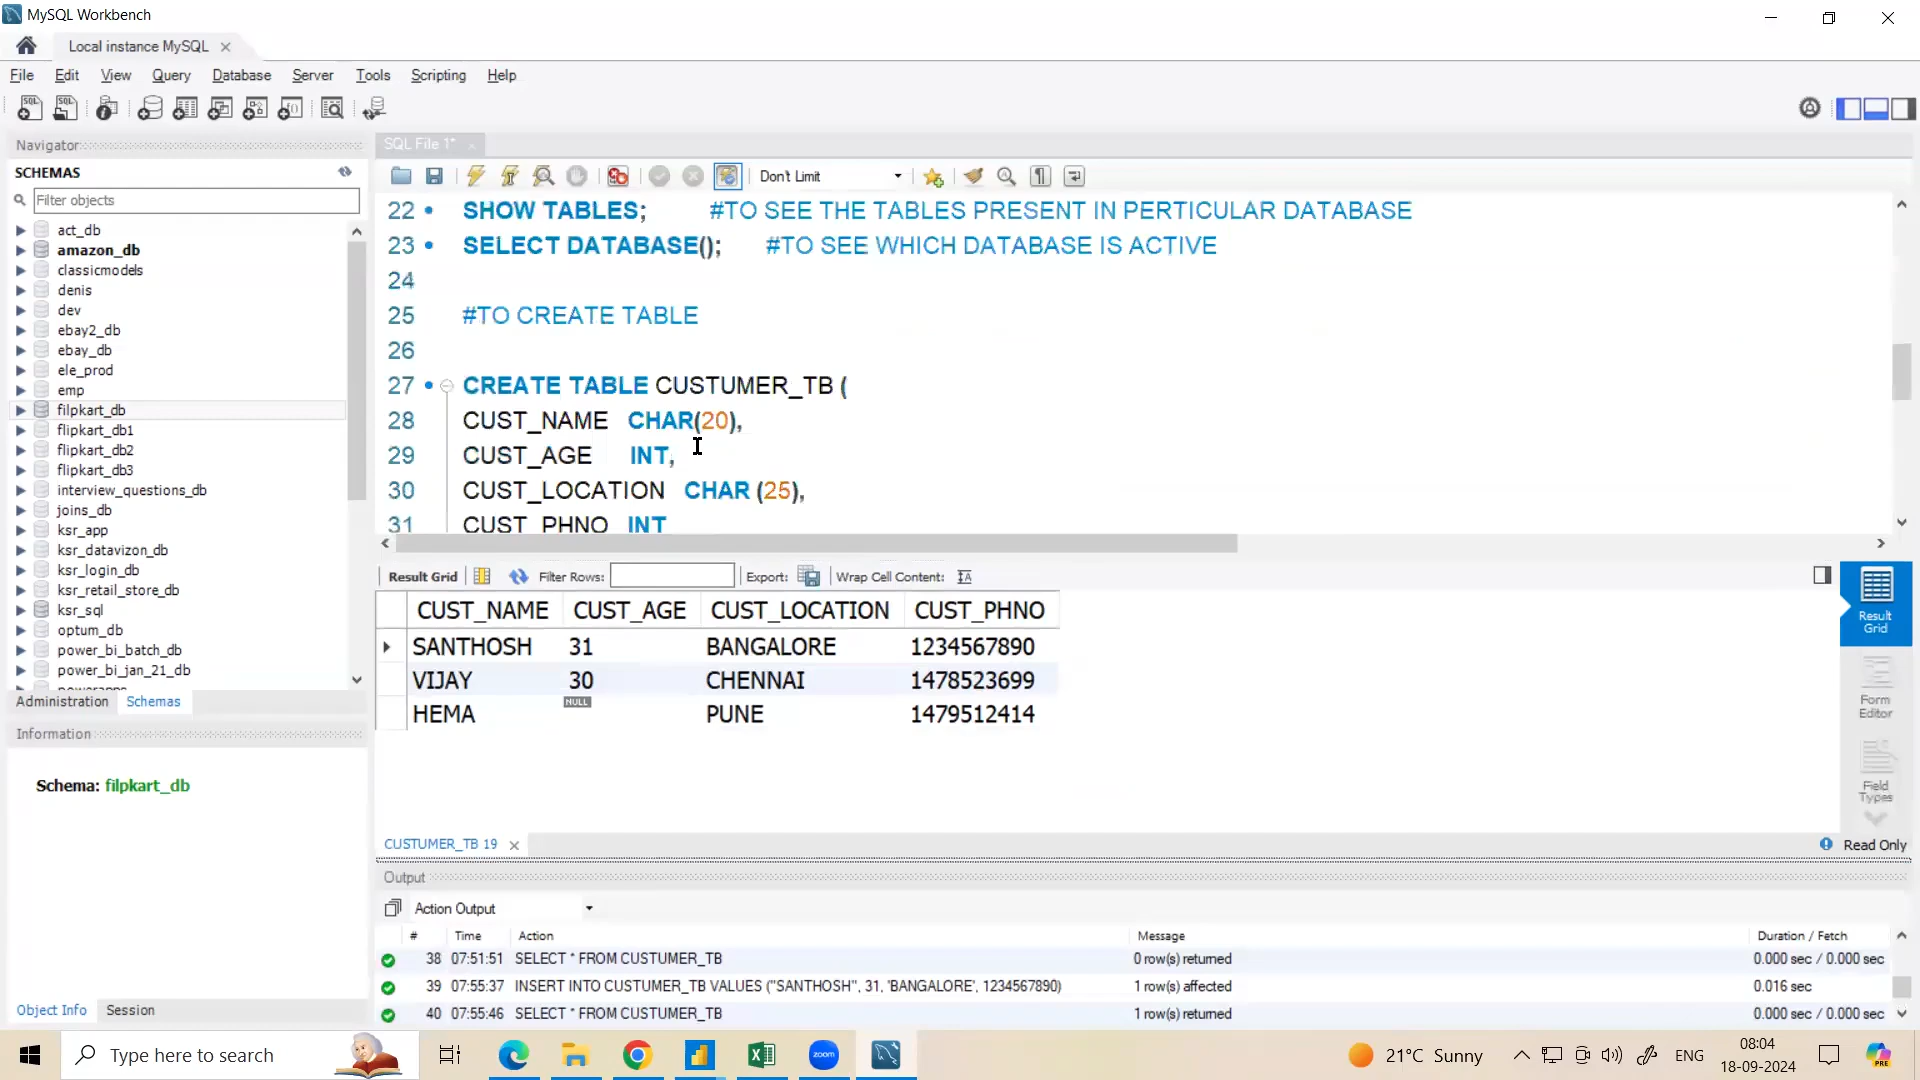 MySQL Workbench
Local instance MySQL
File Edit View Query Database Server Tools Scripting Help
Navigator
SCHEMAS
Filter objects
act_db
amazon_db
classicmodels
denis
dev
ebay2_db
ebay_db
ele_prod
emp
filpkart_db
flipkart_db1
flipkart_db2
flipkart_db3
interview_questions_db
joins_db
ksr_app
ksr_datavizon_db
ksr_login_db
ksr_retail_store_db
ksr_sql
optum_db
power_bi_batch_db
power_bi_jan_21_db
Administration Schemas
Information
Schema: filpkart_db
Object Info Session
SQL File 1*
Don't Limit
22 SHOW TABLES; #TO SEE THE TABLES PRESENT IN PERTICULAR DATABASE
23 SELECT DATABASE(); #TO SEE WHICH DATABASE IS ACTIVE
24
25 #TO CREATE TABLE
26
27 CREATE TABLE CUSTUMER_TB (
28 CUST_NAME CHAR(20),
29 CUST_AGE INT,
30 CUST_LOCATION CHAR (25),
31 CUST_PHNO INT
Result Grid Filter Rows: Export: Wrap Cell Content:
CUST_NAME CUST_AGE CUST_LOCATION CUST_PHNO
SANTHOSH 31 BANGALORE 1234567890
VIJAY 30 CHENNAI 1478523699
HEMA NULL PUNE 1479512414
Result Grid
Form Editor
Field Types
CUSTUMER_TB 19
Read Only
Output
Action Output
# Time Action Message Duration / Fetch
38 07:51:51 SELECT * FROM CUSTUMER_TB 0 row(s) returned 0.000 sec / 0.000 sec
39 07:55:37 INSERT INTO CUSTUMER_TB VALUES ("SANTHOSH", 31, 'BANGALORE', 1234567890) 1 row(s) affected 0.016 sec
40 07:55:46 SELECT * FROM CUSTUMER_TB 1 row(s) returned 0.000 sec / 0.000 sec
Type here to search
zoom
21°C Sunny
ENG
08:04
18-09-2024
PRE